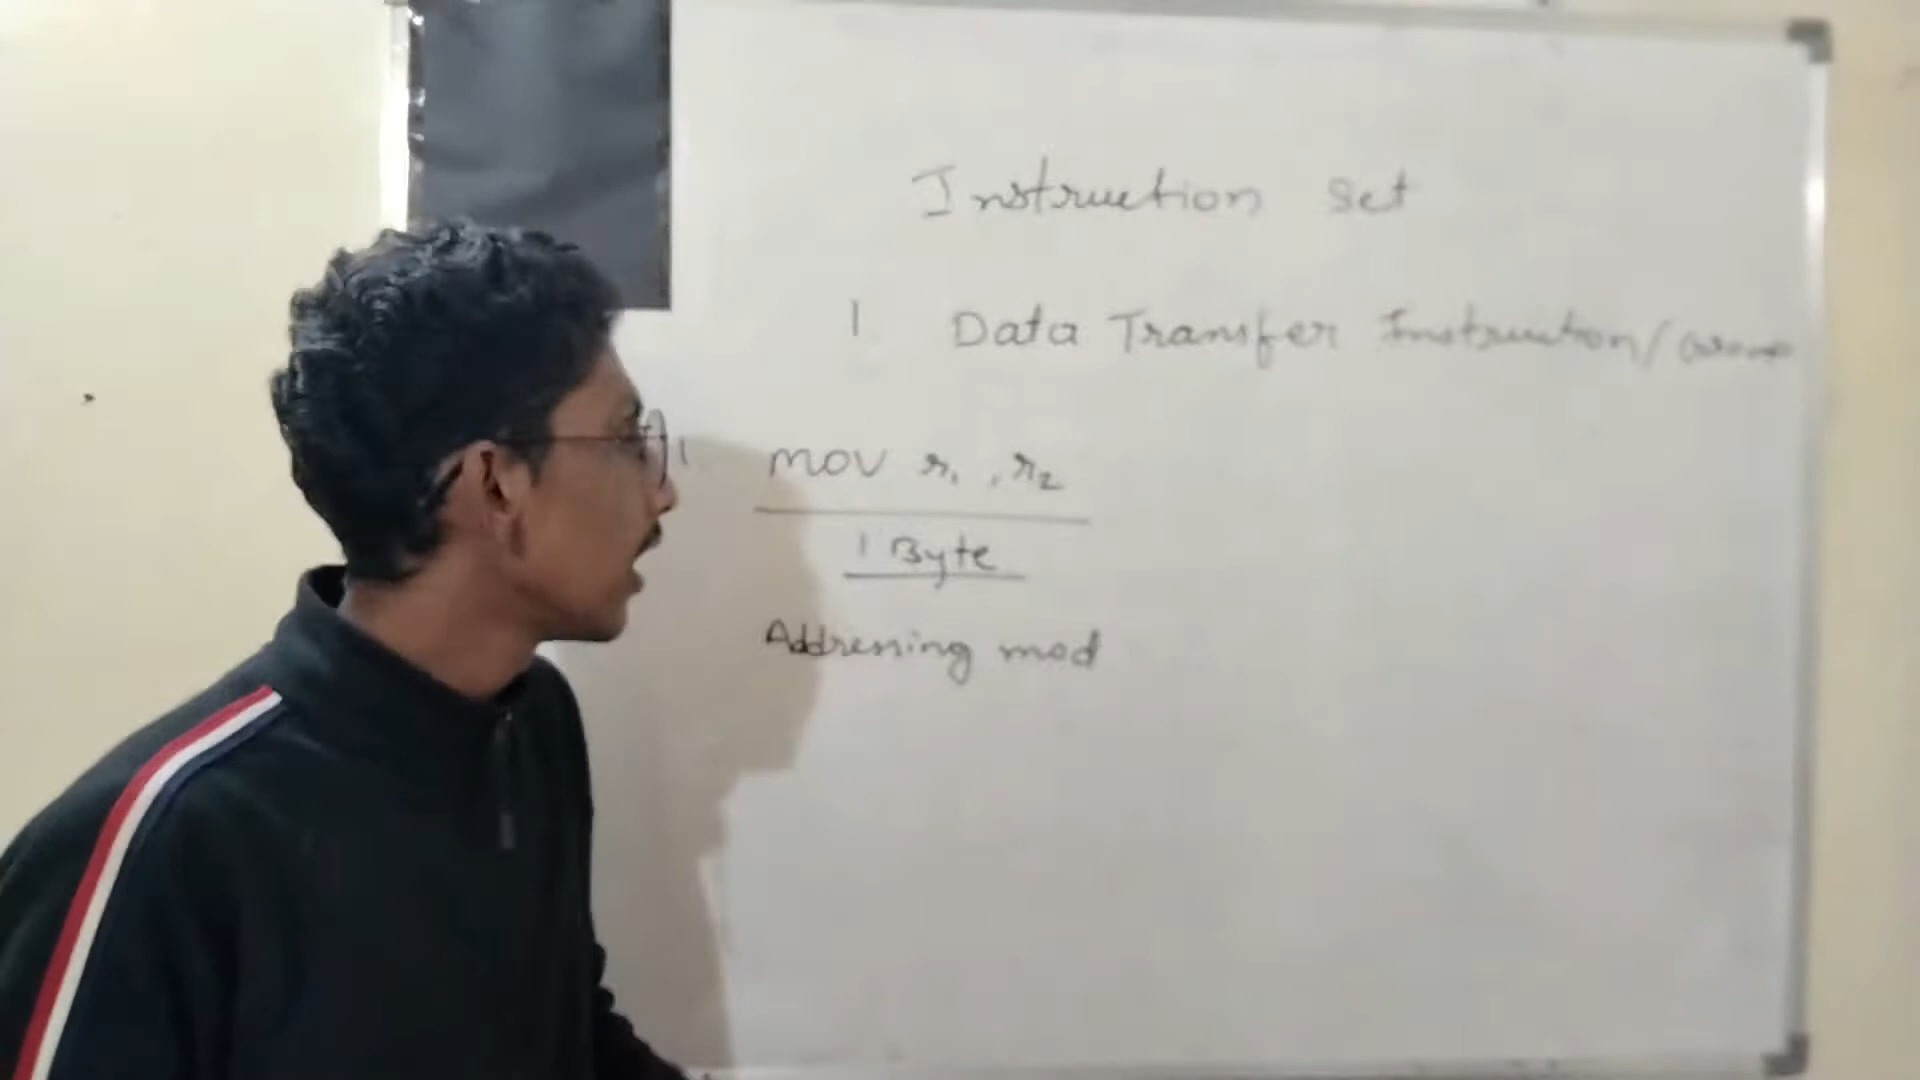 Instruction set
1. Data Transfer Instruction/
1. MOV r1, r2
1 Byte
Addressing mod